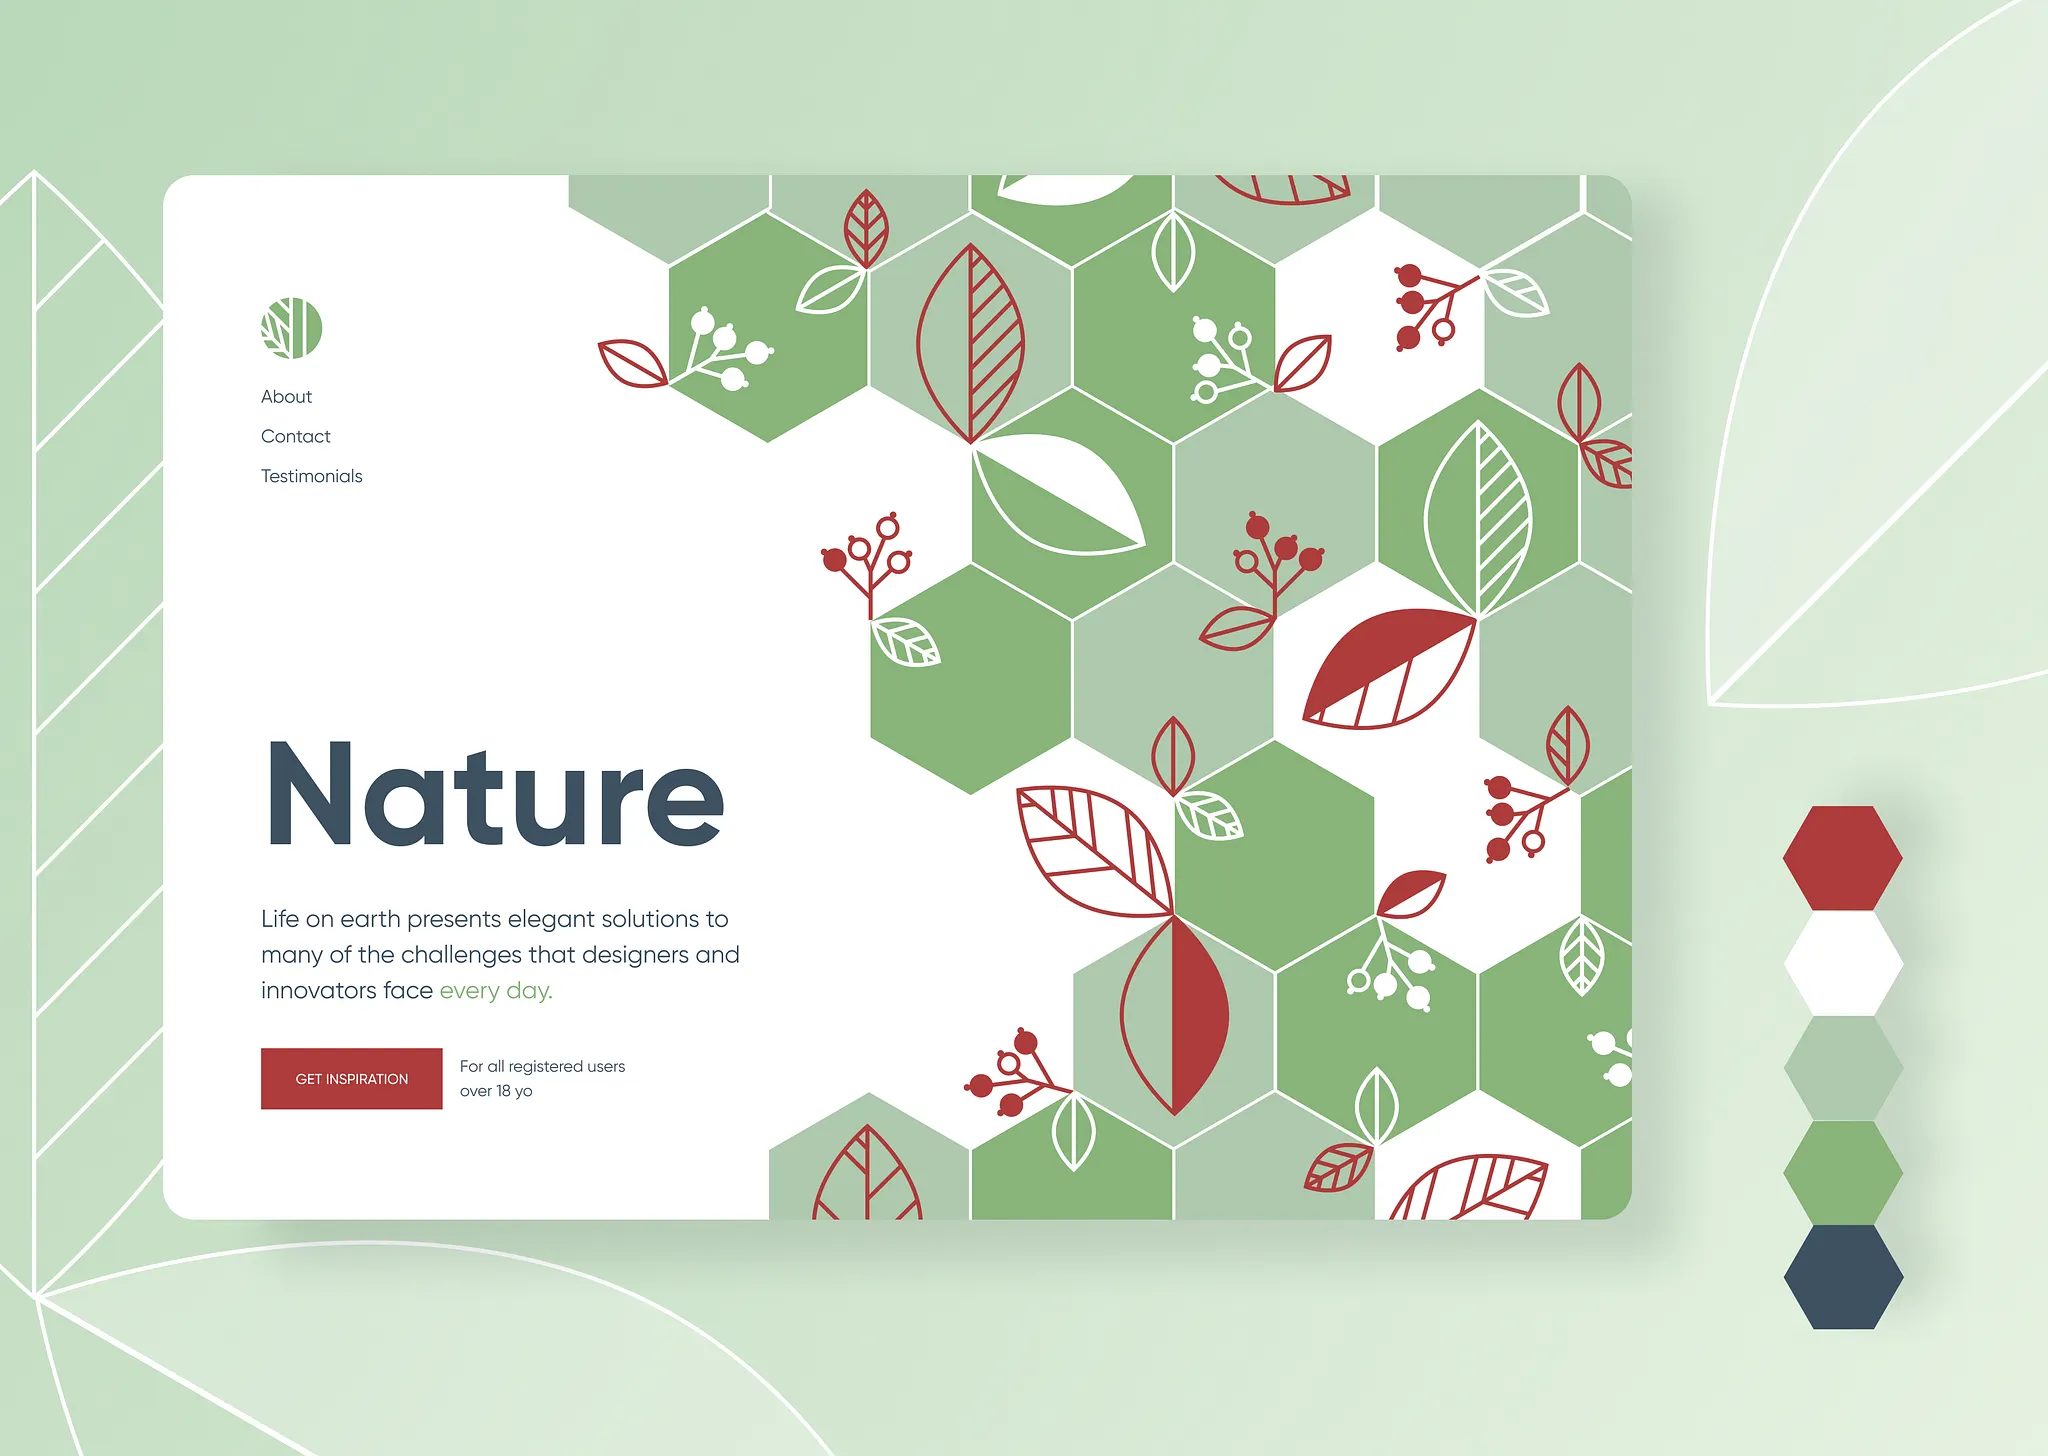 About
Contact
Testimonials
Nature
Life on earth presents elegant solutions to
many of the challenges that designers and
innovators face every day.
GET INSPIRATION
For all registered users
over 18 yo